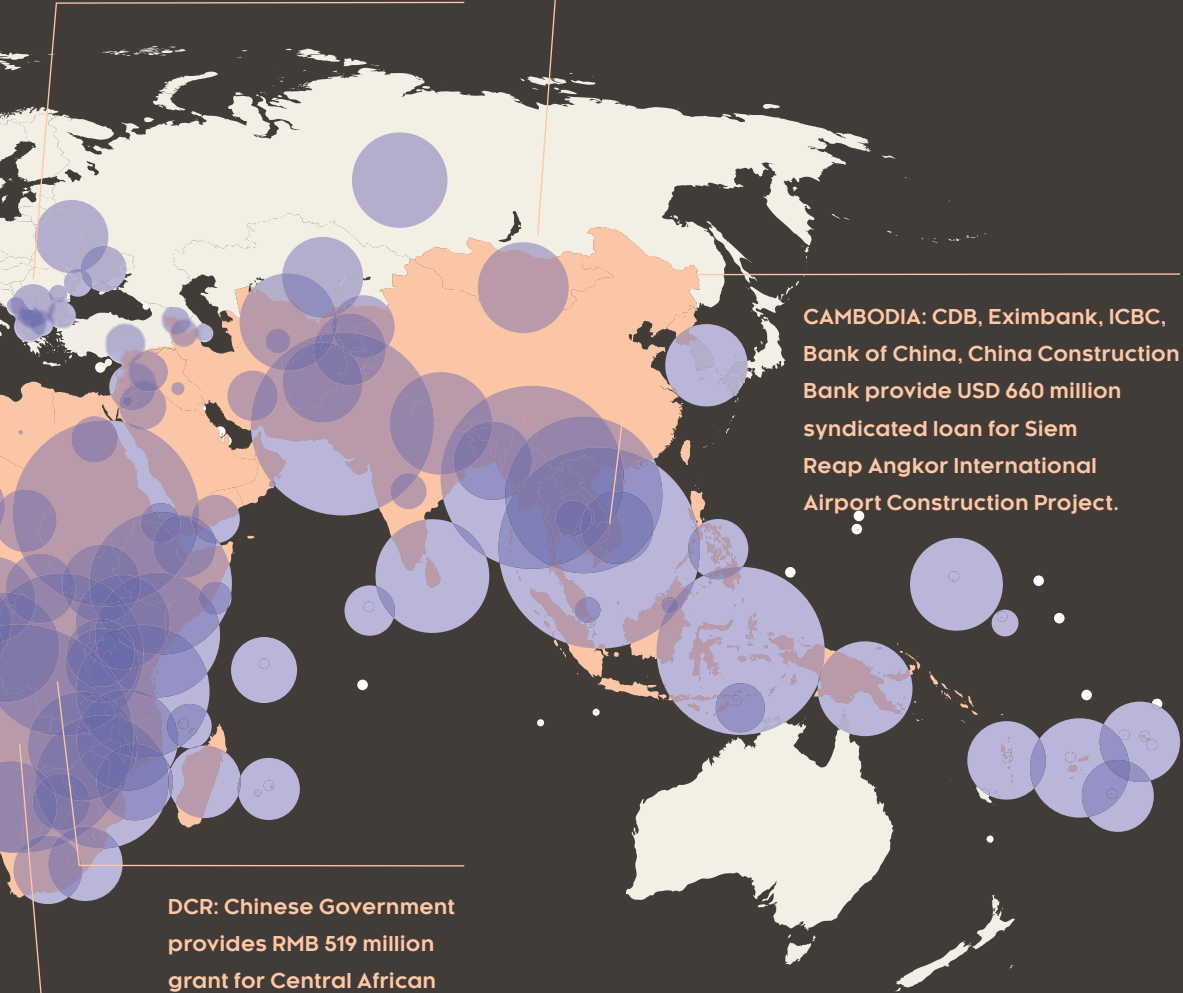 CAMBODIA: CDB, Eximbank, ICBC,
Bank of China, China Construction
Bank provide USD 660 million
syndicated loan for Siem
Reap Angkor International
Airport Construction Project.
DCR: Chinese Government
provides RMB 519 million
grant for Central African